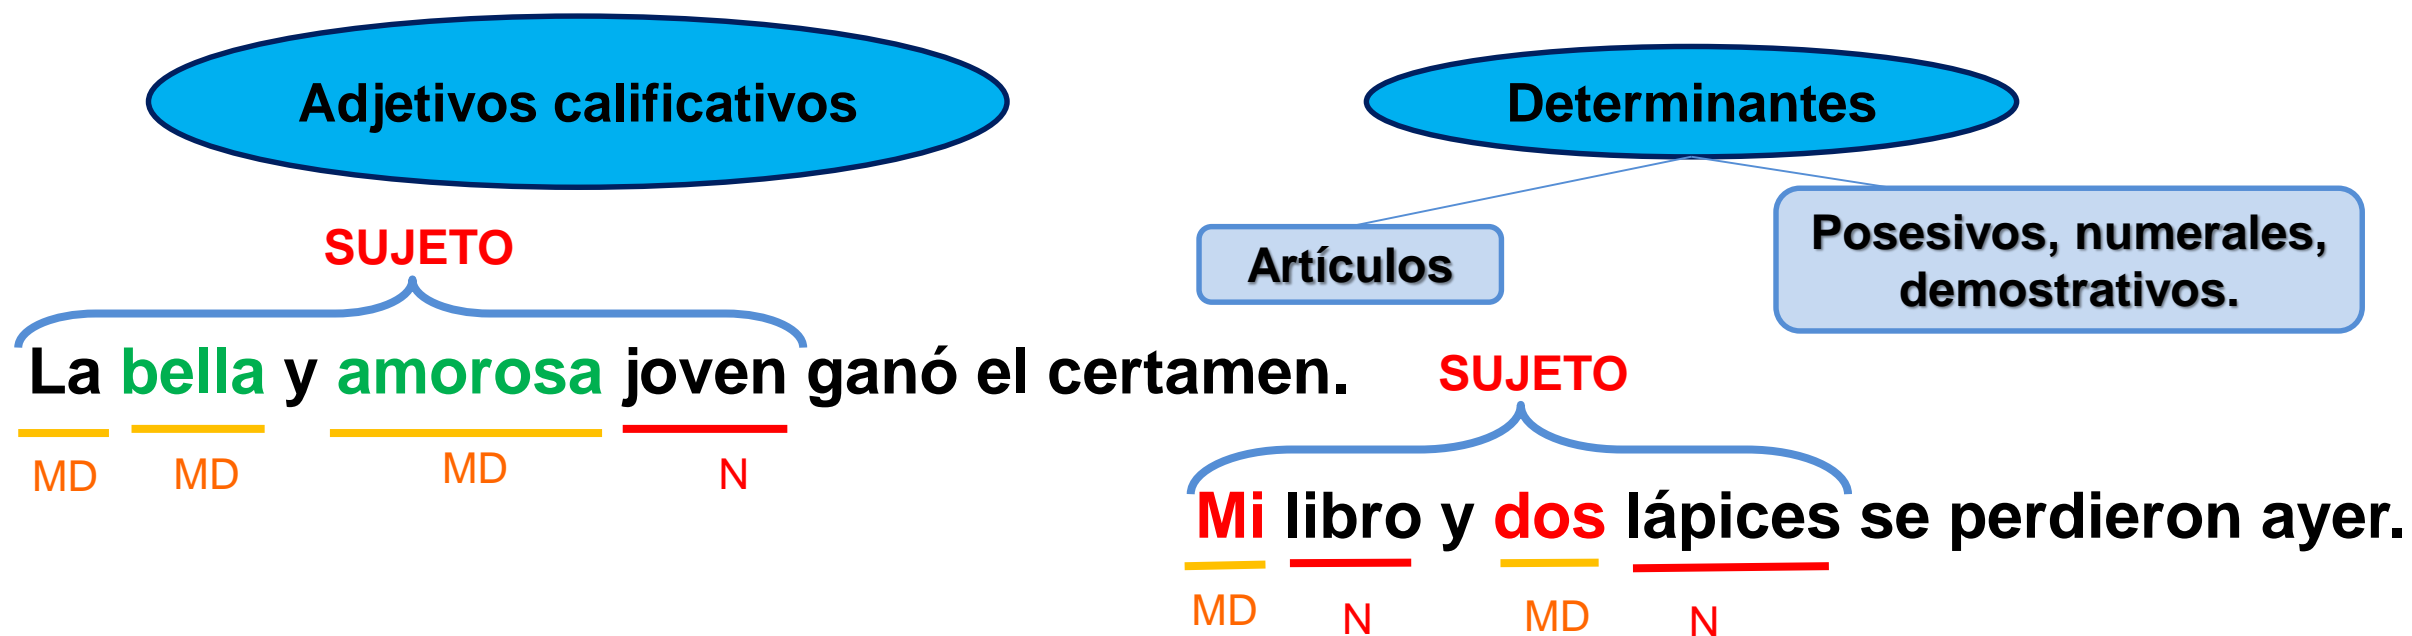 Adjetivos calificativos
SUJETO
La bella y amorosa joven ganó el certamen.
MD MD MD N
Determinantes
Artículos
Posesivos, numerales,
demostrativos.
SUJETO
Mi libro y dos lápices se perdieron ayer.
MD N MD N